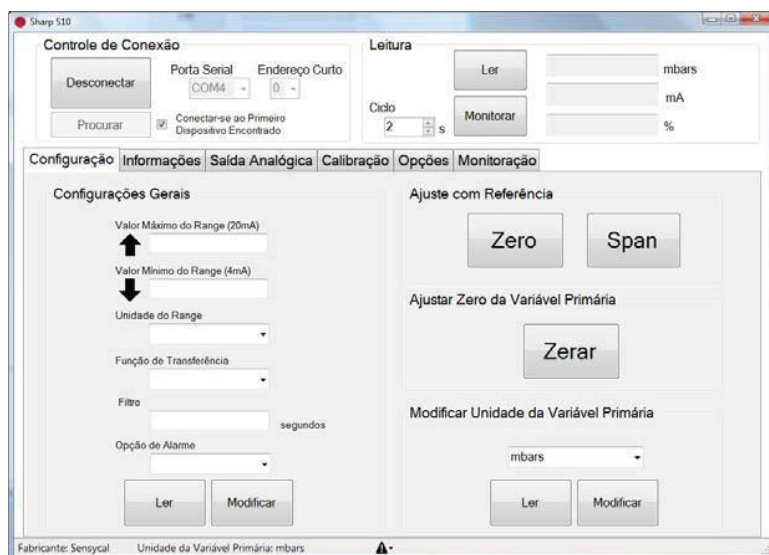 Sharp S10
Controle de Conexão
Desconectar
Porta Serial
COM4
Endereço Curto
0
Procurar
Conectar-se ao Primeiro
Dispositivo Encontrado
Leitura
Ler
mbars
mA
Ciclo
2 s
Monitorar
%
Configuração Informações Saída Analógica Calibração Opções Monitoração
Configurações Gerais
Valor Máximo do Range (20mA)
Valor Mínimo do Range (4mA)
Unidade do Range
Função de Transferência
Filtro
segundos
Opção de Alarme
Ler Modificar
Ajuste com Referência
Zero Span
Ajustar Zero da Variável Primária
Zerar
Modificar Unidade da Variável Primária
mbars
Ler Modificar
Fabricante: Sensycal Unidade da Variável Primária: mbars